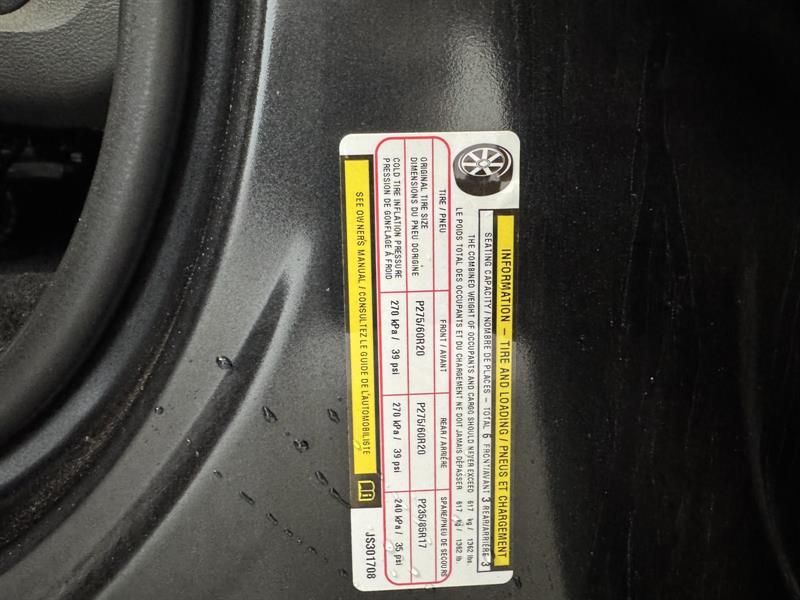 INFORMATION – TIRE AND LOADING / PNEUS ET CHARGEMENT
SEATING CAPACITY / NOMBRE DE PLACES – TOTAL 6 FRONT/AVANT 3 REAR/ARRIÈRE 3
THE COMBINED WEIGHT OF OCCUPANTS AND CARGO SHOULD NEVER EXCEED 617 kg / 1362 lbs.
LE POIDS TOTAL DES OCCUPANTS ET DU CHARGEMENT NE DOIT JAMAIS DÉPASSER 617 kg / 1362 lb.
TIRE / PNEU FRONT / AVANT REAR / ARRIÈRE SPARE/PNEU DE SECOURS
ORIGINAL TIRE SIZE
DIMENSIONS DU PNEU DORIGINE P275/60R20 P275/60R20 P235/85R17
COLD TIRE INFLATION PRESSURE
PRESSION DE GONFLAGE À FROID 270 kPa / 39 psi 270 kPa / 39 psi 240 kPa / 35 psi
SEE OWNER'S MANUAL / CONSULTEZ LE GUIDE DE L'AUTOMOBILISTE
JS301708